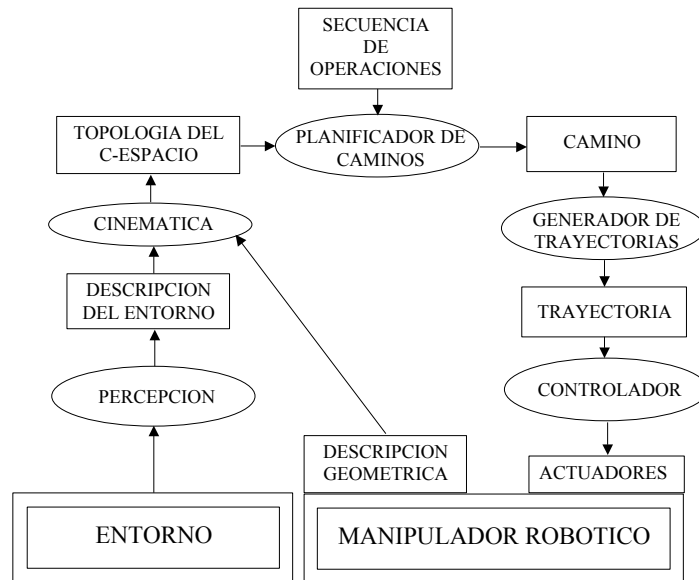 SECUENCIA
DE
OPERACIONES
TOPOLOGIA DEL
C-ESPACIO
PLANIFICADOR DE
CAMINOS
CAMINO
CINEMATICA
GENERADOR DE
TRAYECTORIAS
DESCRIPCION
DEL ENTORNO
TRAYECTORIA
PERCEPCION
CONTROLADOR
DESCRIPCION
GEOMETRICA
ACTUADORES
ENTORNO
MANIPULADOR ROBOTICO